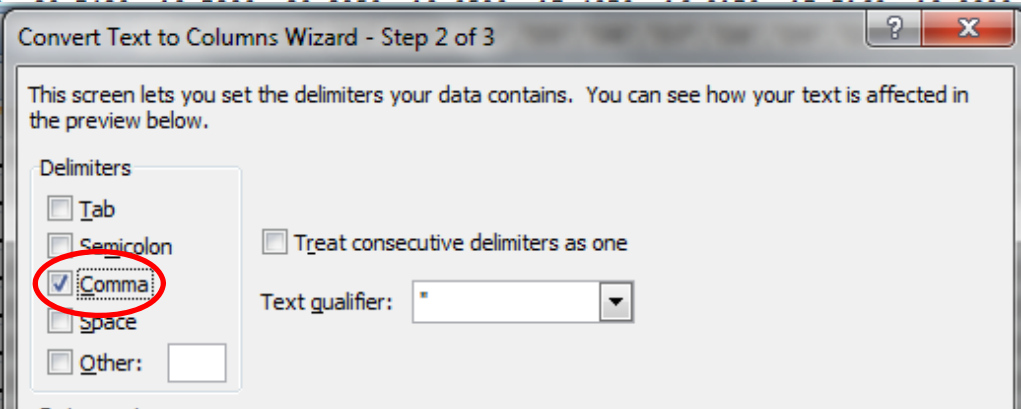 Convert Text to Columns Wizard - Step 2 of 3
This screen lets you set the delimiters your data contains. You can see how your text is affected in
the preview below.
Delimiters
Tab
Semicolon
Treat consecutive delimiters as one
Comma
Text qualifier: "
Space
Other: